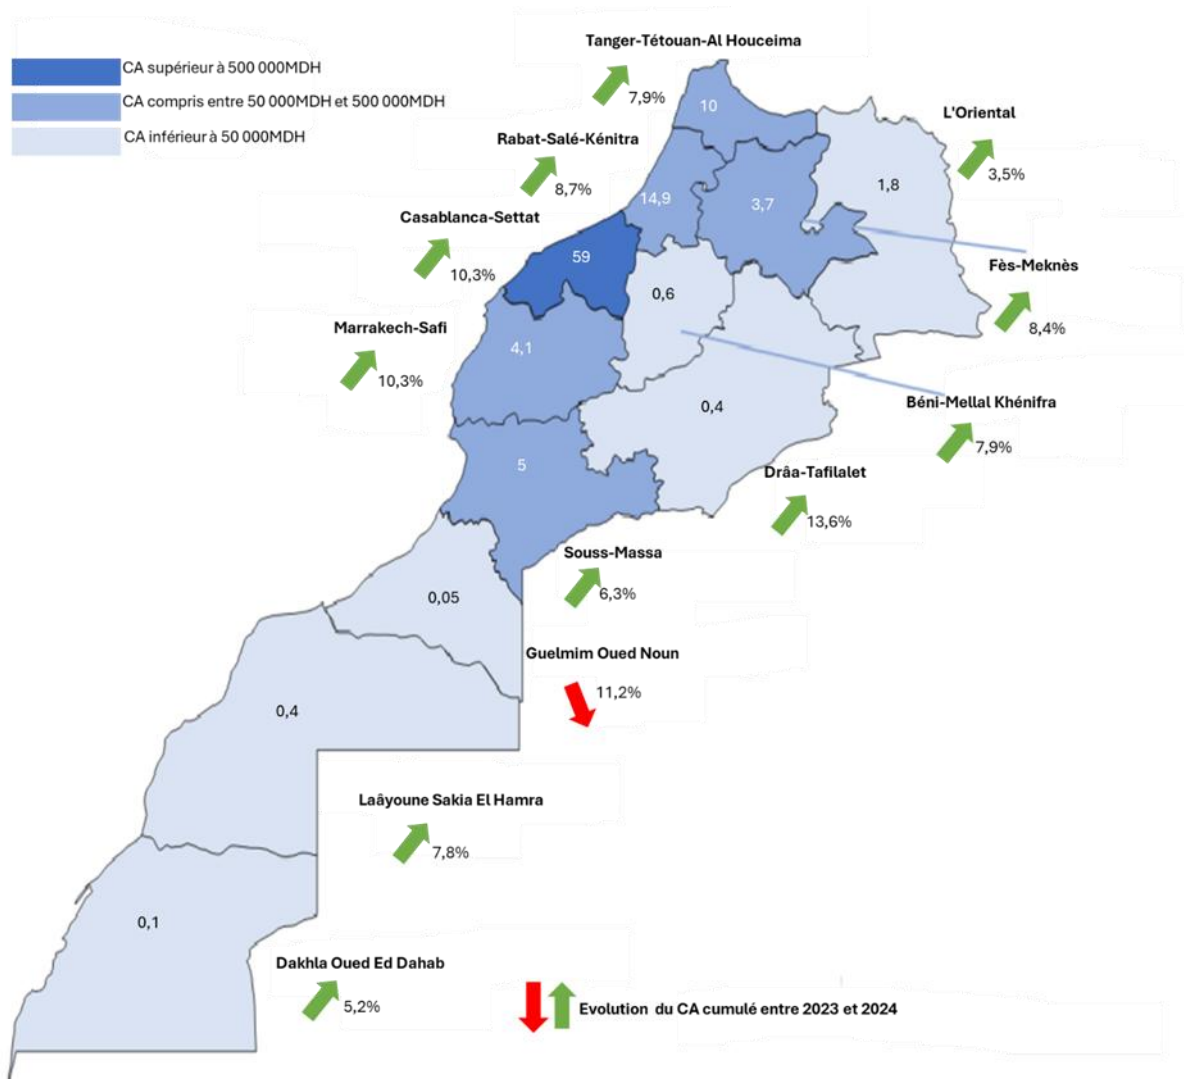 Tanger-Tétouan-Al Houceima
CA supérieur à 500 000MDH
7,9%
CA compris entre 50 000MDH et 500 000MDH
10
L'Oriental
CA inférieur à 50 000MDH
Rabat-Salé-Kénitra
3,5%
8,7%
1,8
14,9
3,7
Casablanca-Settat
59
Fès-Meknès
10,3%
0,6
8,4%
Marrakech-Safi
4,1
10,3%
Béni-Mellal Khénifra
0,4
7,9%
5
Drâa-Tafilalet
13,6%
Souss-Massa
6,3%
0,05
Guelmim Oued Noun
11,2%
0,4
Laâyoune Sakia El Hamra
7,8%
0,1
Dakhla Oued Ed Dahab
5,2%
Evolution du CA cumulé entre 2023 et 2024